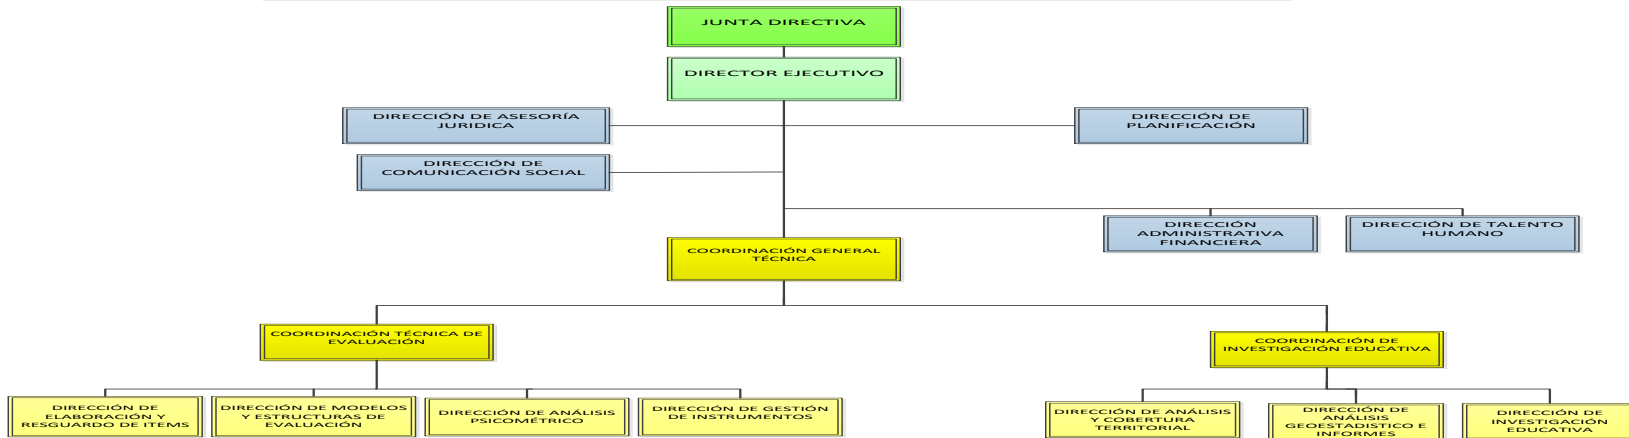 JUNTA DIRECTIVA
DIRECTOR EJECUTIVO
DIRECCIÓN DE ASESORÍA
JURIDICA
DIRECCIÓN DE
PLANIFICACIÓN
DIRECCIÓN DE
COMUNICACIÓN SOCIAL
DIRECCIÓN
ADMINISTRATIVA
FINANCIERA
DIRECCIÓN DE TALENTO
HUMANO
COORDINACIÓN GENERAL
TÉCNICA
COORDINACIÓN TÉCNICA DE
EVALUACIÓN
COORDINACIÓN DE
INVESTIGACIÓN EDUCATIVA
DIRECCIÓN DE
ELABORACIÓN Y
RESGUARDO DE ITEMS
DIRECCIÓN DE MODELOS
Y ESTRUCTURAS DE
EVALUACIÓN
DIRECCIÓN DE ANÁLISIS
PSICOMÉTRICO
DIRECCIÓN DE GESTIÓN
DE INSTRUMENTOS
DIRECCIÓN DE ANÁLISIS
Y COBERTURA
TERRITORIAL
DIRECCIÓN DE
ANÁLISIS
GEOESTADISTICO E
INFORMES
DIRECCIÓN DE
INVESTIGACIÓN
EDUCATIVA